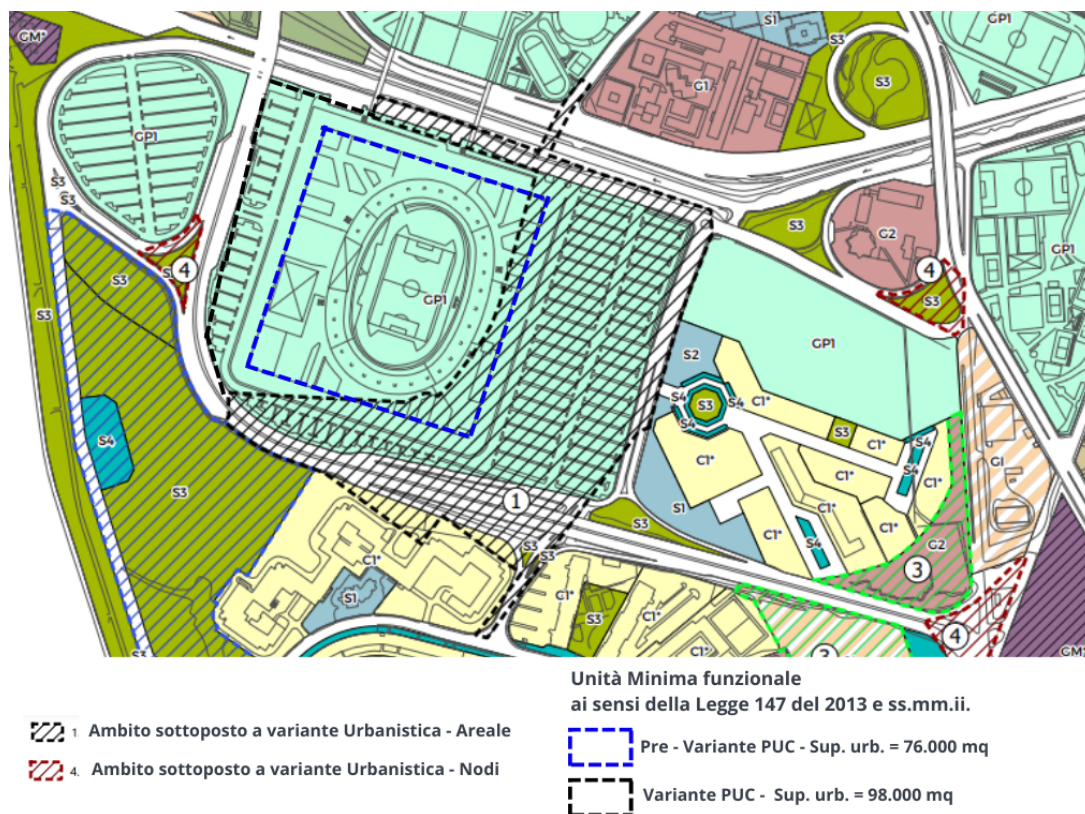 GM*
S1
S3
GP1
G1
S3
GP1
S3
S3
S3
S3
G2
GP1
4
4
S3
S3
S3
GP1
GP1
S2
S4
S3
S4
S4
C1*
S3
C1*
S4
S4
C1*
GI
S4
S3
C1*
1
S3
S1
C1*
C1*
C1*
S4
G2
3
C1*
S3
S3
S1
C1*
S3
C1*
4
S3
C1*
3
GM*
Unità Minima funzionale
ai sensi della Legge 147 del 2013 e ss.mm.ii.
1. Ambito sottoposto a variante Urbanistica - Areale
Pre - Variante PUC - Sup. urb. = 76.000 mq
4. Ambito sottoposto a variante Urbanistica - Nodi
Variante PUC - Sup. urb. = 98.000 mq